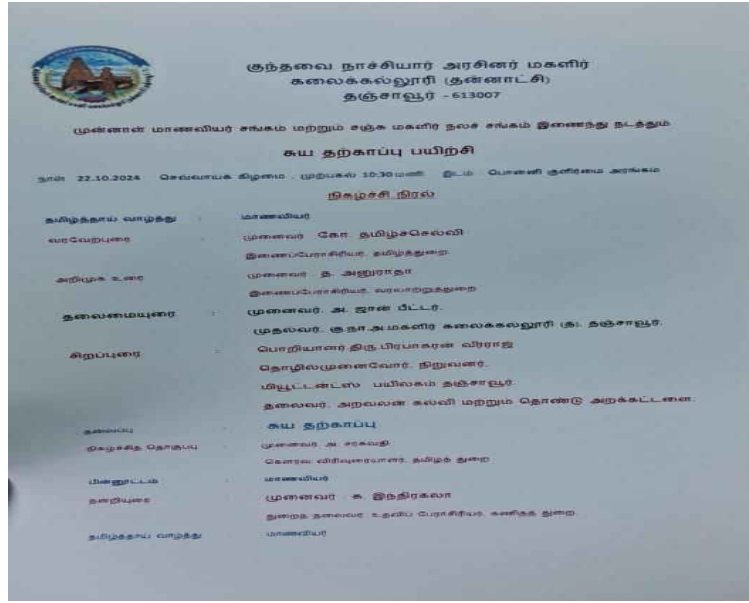 குந்தவை நாச்சியார் அரசினர் மகளிர்
கலைக்கல்லூரி (தன்னாட்சி)
தஞ்சாவூர் - 613007
முன்னாள் மாணவியர் சங்கம் மற்றும் சஞ்சு மகளிர் நலச் சங்கம் இணைந்து நடத்தும்
சுய தற்காப்பு பயிற்சி
நாள் 22.10.2024 செவ்வாய்க் கிழமை , முற்பகல் 10:30 மணி இடம் பொன்னி குளிர்மை அரங்கம்
நிகழ்ச்சி நிரல்
தமிழ்த்தாய் வாழ்த்து : மாணவியர்
வரவேற்புரை : முனைவர் கோ. தமிழ்ச்செல்வி
இணைப்பேராசிரியர், தமிழ்த்துறை.
அறிமுக உரை : முனைவர் த. அனுராதா
இணைப்பேராசிரியர், வரலாற்றுத்துறை
தலைமையுரை : முனைவர். அ. ஜான் பீட்டர்.
முதல்வர், கு.நா.அ.மகளிர் கலைக்கல்லூரி (த), தஞ்சாவூர்.
சிறப்புரை : பொறியாளர்.திரு.பிரபாகரன் வீரராஜ்
தொழில்முனைவோர், நிறுவனர்.
மியூட்டன்ட்ஸ் பயிலகம் தஞ்சாவூர்.
தலைவர், அறவலன் கல்வி மற்றும் தொண்டு அறக்கட்டளை.
தலைப்பு : சுய தற்காப்பு
நிகழ்ச்சித் தொகுப்பு : முனைவர் அ. சரசுவதி
கௌரவ விரிவுரையாளர், தமிழ்த் துறை
பின்னூட்டம் : மாணவியர்
நன்றியுரை : முனைவர் . க. இந்திரகலா
துறைத் தலைவர், உதவிப் பேராசிரியர், கணிதத் துறை.
தமிழ்த்தாய் வாழ்த்து : மாணவியர்